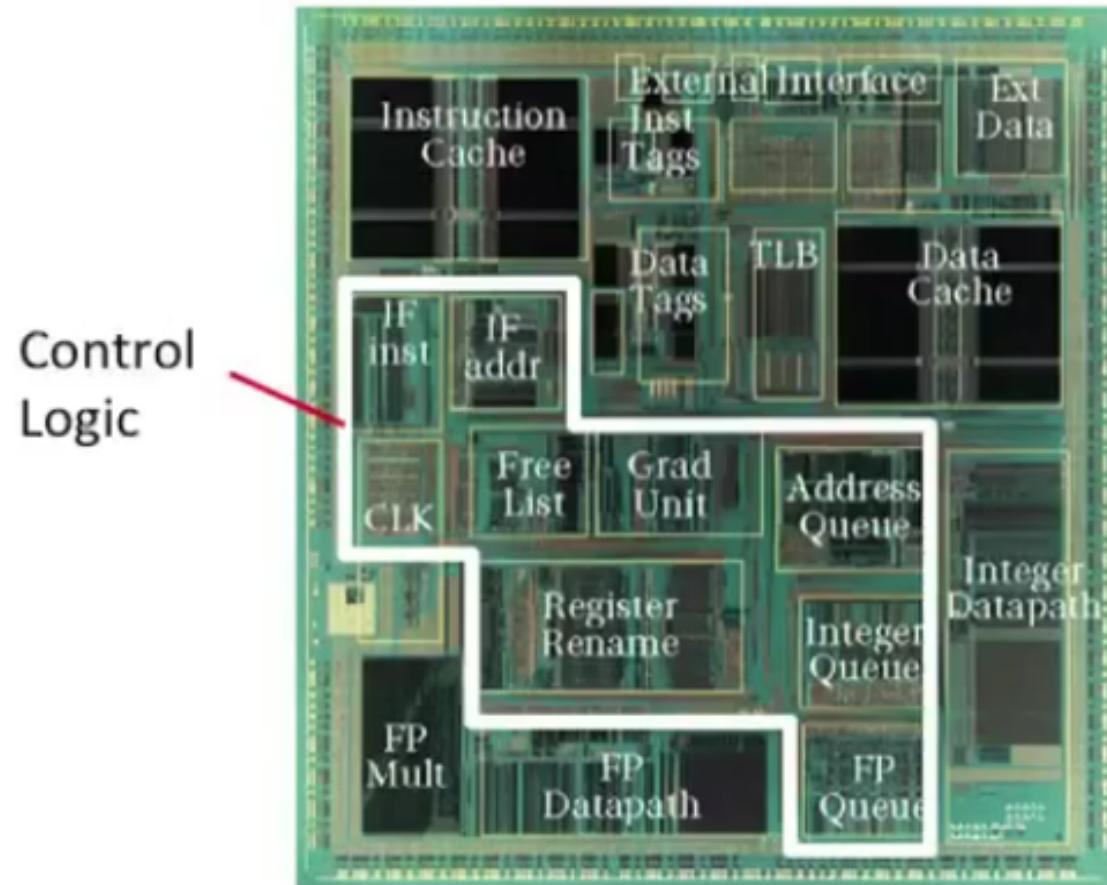 External Interface
Ext
Data
Instruction
Cache
Inst
Tags
Data
Tags
TLB
Data
Cache
Control
Logic
IF
inst
IF
addr
Free
List
Grad
Unit
CLK
Address
Queue
Register
Rename
Integer
Queue
Integer
Datapath
FP
Mult
FP
Datapath
FP
Queue